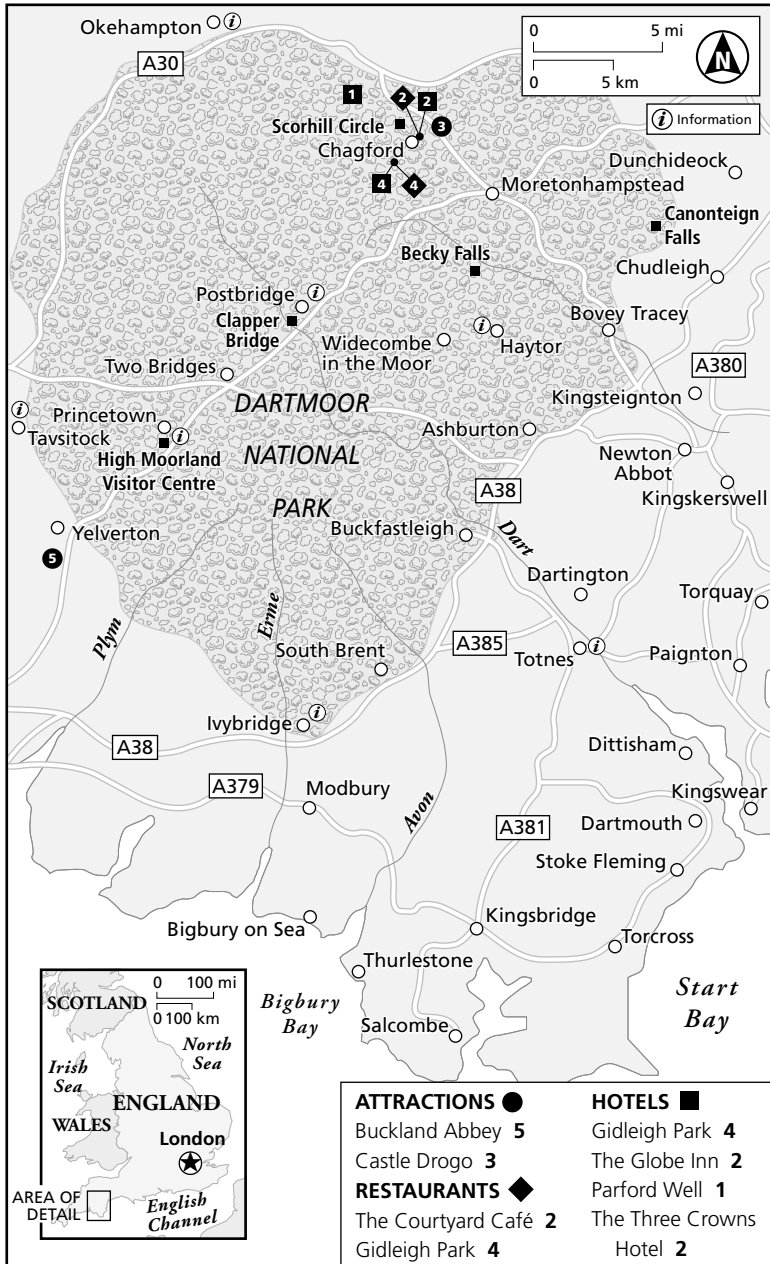 Okehampton i
0 5 mi
0 5 km
N
A30
i Information
1
2 2
Scorhill Circle
3
Chagford
Dunchideock
4 4
Moretonhampstead
Canonteign
Falls
Becky Falls
Chudleigh
Postbridge i
Clapper
Bridge
Bovey Tracey
Widecombe
in the Moor
i
Haytor
Two Bridges
A380
DARTMOOR
NATIONAL
PARK
Kingsteignton
i
Tavsitock
Princetown
i
High Moorland
Visitor Centre
Ashburton
Newton
Abbot
A38
Kingskerswell
Yelverton
5
Buckfastleigh
Dart
Dartington
Torquay
Plym
Erme
South Brent
A385
Totnes i
Paignton
Ivybridge i
A38
Dittisham
A379
Modbury
Avon
Kingswear
A381
Dartmouth
Stoke Fleming
Bigbury on Sea
Kingsbridge
Torcross
Thurlestone
Bigbury
Bay
Start
Bay
Salcombe
0 100 mi
0 100 km
SCOTLAND
North
Sea
Irish
Sea
ENGLAND
WALES
London
AREA OF
DETAIL
English
Channel
ATTRACTIONS
Buckland Abbey 5
Castle Drogo 3
RESTAURANTS
The Courtyard Café 2
Gidleigh Park 4
HOTELS
Gidleigh Park 4
The Globe Inn 2
Parford Well 1
The Three Crowns
Hotel 2